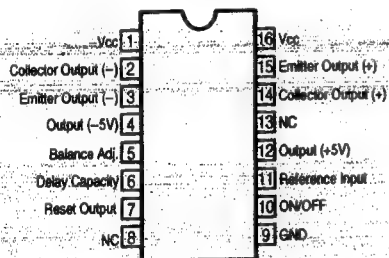 Vcc 1
Collector Output (−) 2
Emitter Output (−) 3
Output (−5V) 4
Balance Adj. 5
Delay Capacity 6
Reset Output 7
NC 8
16 Vcc
15 Emitter Output (+)
14 Collector Output (+)
13 NC
12 Output (+5V)
11 Reference Input
10 ON/OFF
9 GND